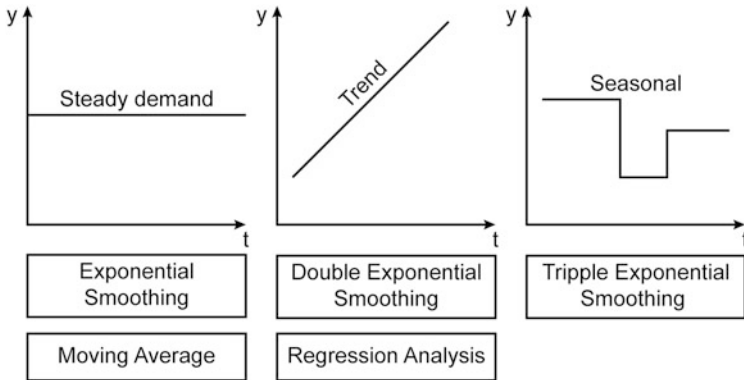 y
Steady demand
t
Exponential
Smoothing
Moving Average
y
Trend
t
Double Exponential
Smoothing
Regression Analysis
y
Seasonal
t
Tripple Exponential
Smoothing